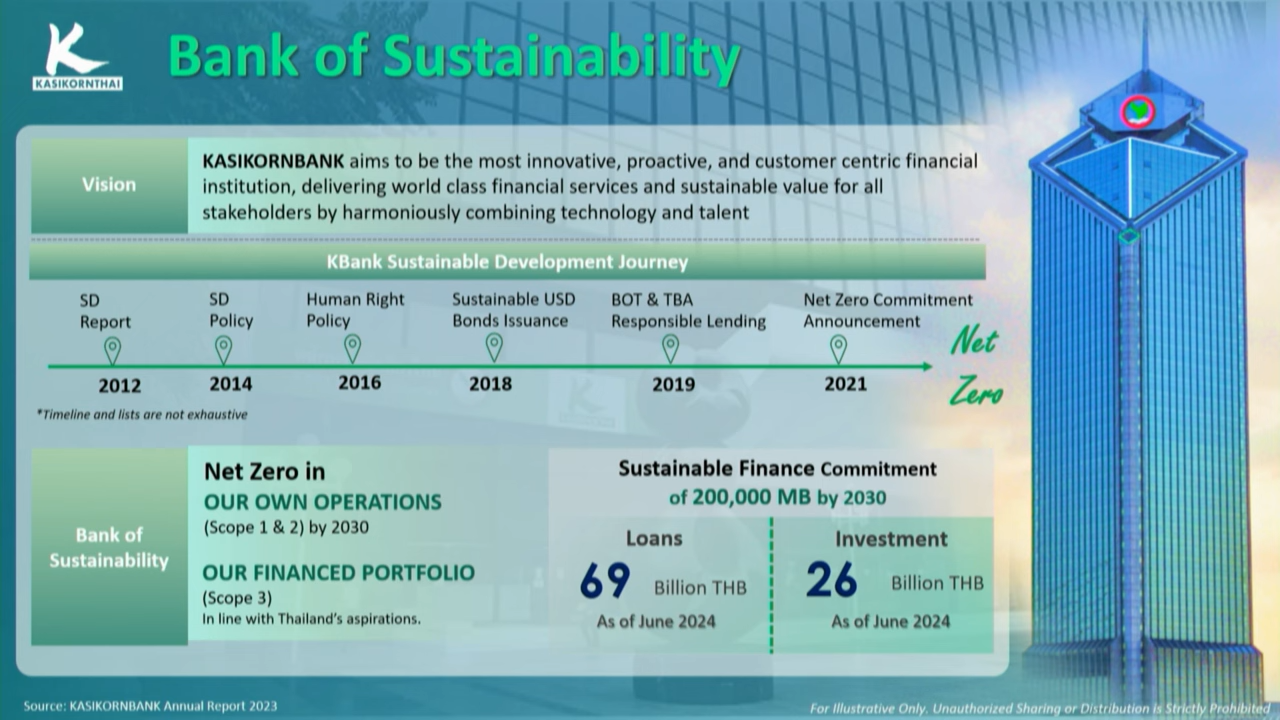 K
KASIKORNTHAI
Bank of Sustainability
Vision
KASIKORNBANK aims to be the most innovative, proactive, and customer centric financial
institution, delivering world class financial services and sustainable value for all
stakeholders by harmoniously combining technology and talent
KBank Sustainable Development Journey
SD
Report
SD
Policy
Human Right
Policy
Sustainable USD
Bonds Issuance
BOT & TBA
Responsible Lending
Net Zero Commitment
Announcement
Net
Zero
2012
2014
2016
2018
2019
2021
*Timeline and lists are not exhaustive
Bank of
Sustainability
Net Zero in
OUR OWN OPERATIONS
(Scope 1 & 2) by 2030
OUR FINANCED PORTFOLIO
(Scope 3)
In line with Thailand's aspirations.
Sustainable Finance Commitment
of 200,000 MB by 2030
Loans
69 Billion THB
As of June 2024
Investment
26 Billion THB
As of June 2024
Source: KASIKORNBANK Annual Report 2023
For Illustrative Only. Unauthorized Sharing or Distribution is Strictly Prohibited